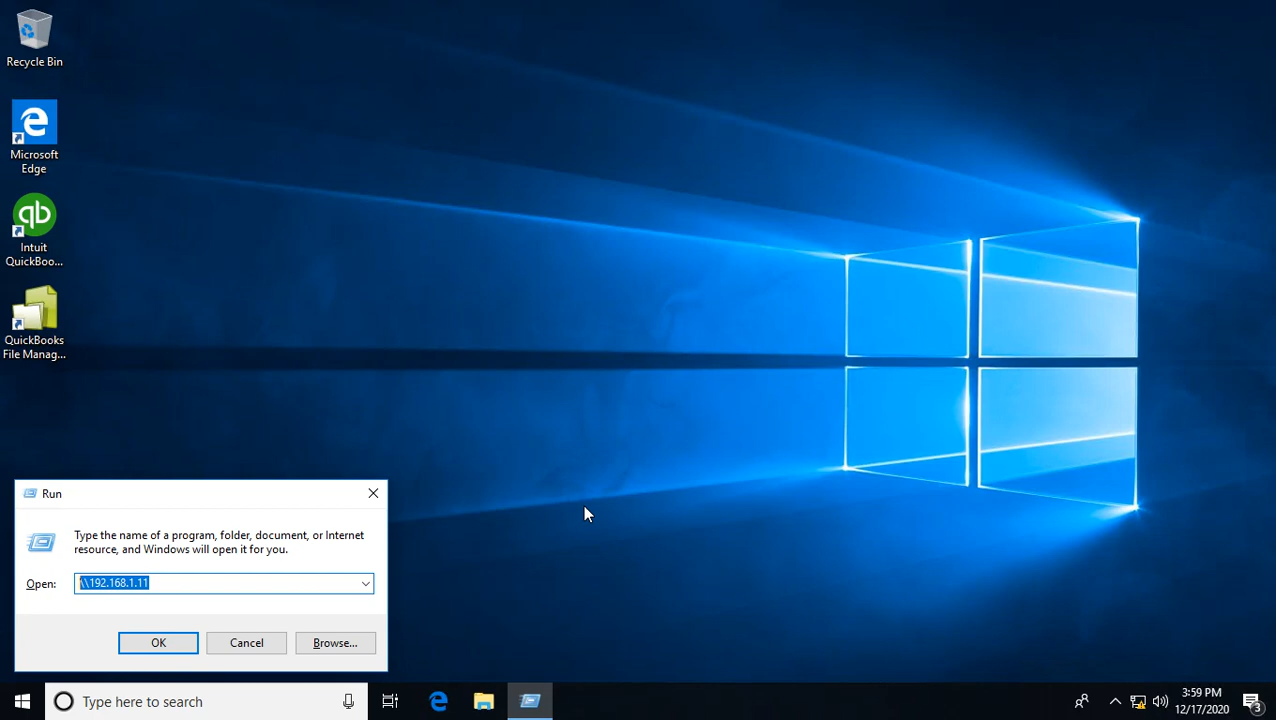 Recycle Bin
Microsoft
Edge
qb
Intuit
QuickBoo...
QuickBooks
File Manag...
Run
Type the name of a program, folder, document, or Internet
resource, and Windows will open it for you.
Open:
\\192.168.1.11
OK
Cancel
Browse...
Type here to search
3:59 PM
12/17/2020
3